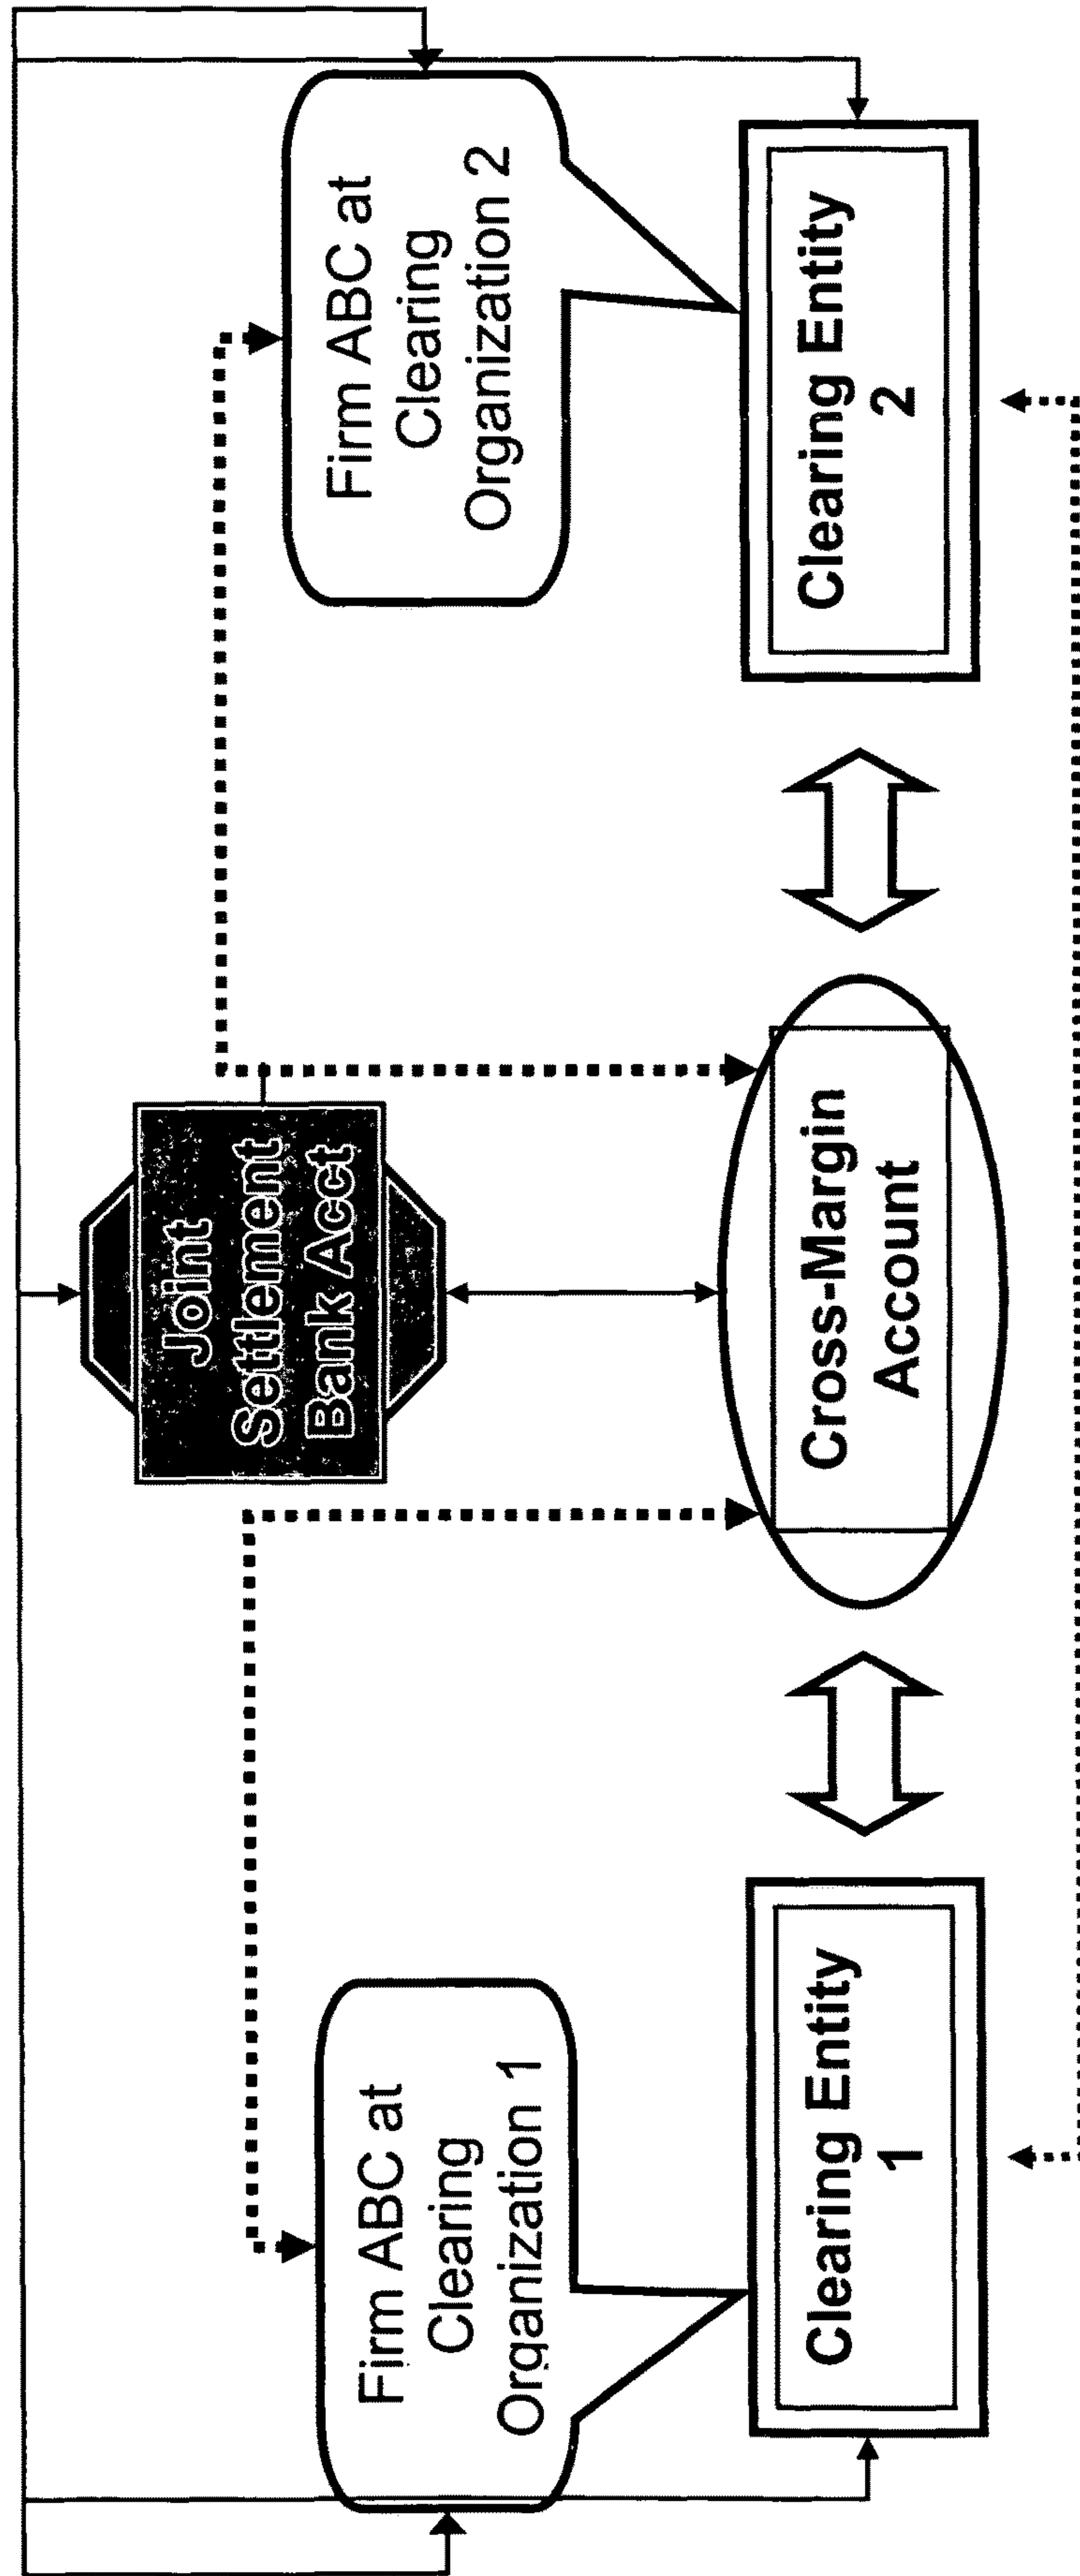 Joint
Settlement
Bank Acct
Firm ABC at
Clearing
Organization 1
Firm ABC at
Clearing
Organization 2
Clearing Entity
1
Cross-Margin
Account
Clearing Entity
2